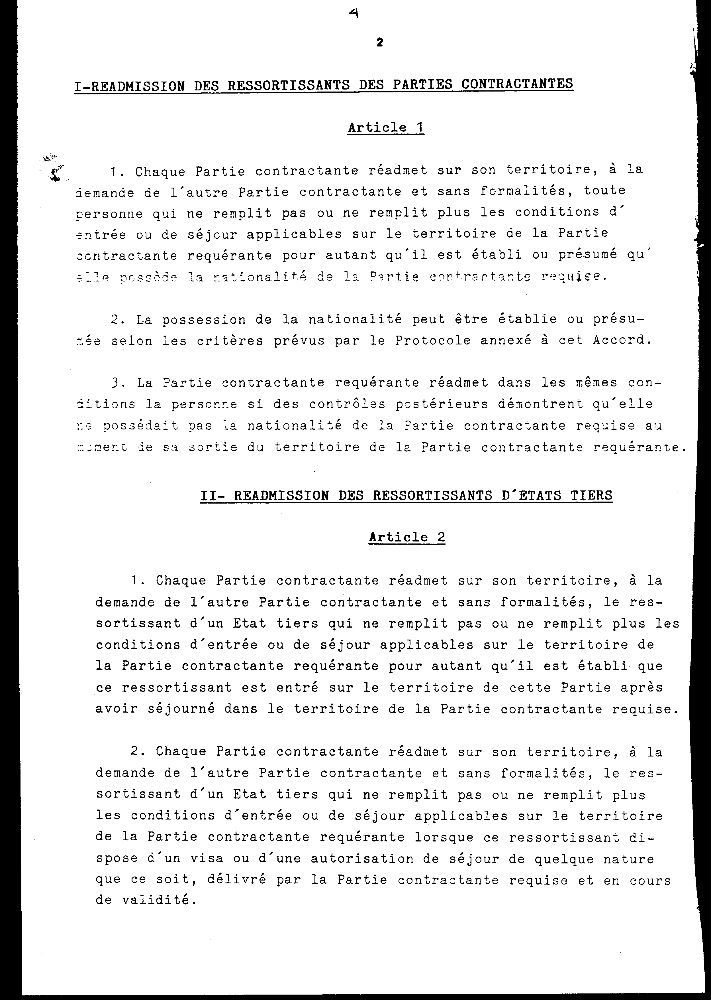 4
2
I-READMISSION DES RESSORTISSANTS DES PARTIES CONTRACTANTES
Article 1
1. Chaque Partie contractante réadmet sur son territoire, à la
demande de l'autre Partie contractante et sans formalités, toute
personne qui ne remplit pas ou ne remplit plus les conditions d'
entrée ou de séjour applicables sur le territoire de la Partie
contractante requérante pour autant qu'il est établi ou présumé qu'
elle possède la nationalité de la Partie contractante requise.
2. La possession de la nationalité peut être établie ou présu-
mée selon les critères prévus par le Protocole annexé à cet Accord.
3. La Partie contractante requérante réadmet dans les mêmes con-
ditions la personne si des contrôles postérieurs démontrent qu'elle
ne possédait pas la nationalité de la Partie contractante requise au
moment de sa sortie du territoire de la Partie contractante requérante.
II- READMISSION DES RESSORTISSANTS D'ETATS TIERS
Article 2
1. Chaque Partie contractante réadmet sur son territoire, à la
demande de l'autre Partie contractante et sans formalités, le res-
sortissant d'un Etat tiers qui ne remplit pas ou ne remplit plus les
conditions d'entrée ou de séjour applicables sur le territoire de
la Partie contractante requérante pour autant qu'il est établi que
ce ressortissant est entré sur le territoire de cette Partie après
avoir séjourné dans le territoire de la Partie contractante requise.
2. Chaque Partie contractante réadmet sur son territoire, à la
demande de l'autre Partie contractante et sans formalités, le res-
sortissant d'un Etat tiers qui ne remplit pas ou ne remplit plus
les conditions d'entrée ou de séjour applicables sur le territoire
de la Partie contractante requérante lorsque ce ressortissant di-
spose d'un visa ou d'une autorisation de séjour de quelque nature
que ce soit, délivré par la Partie contractante requise et en cours
de validité.